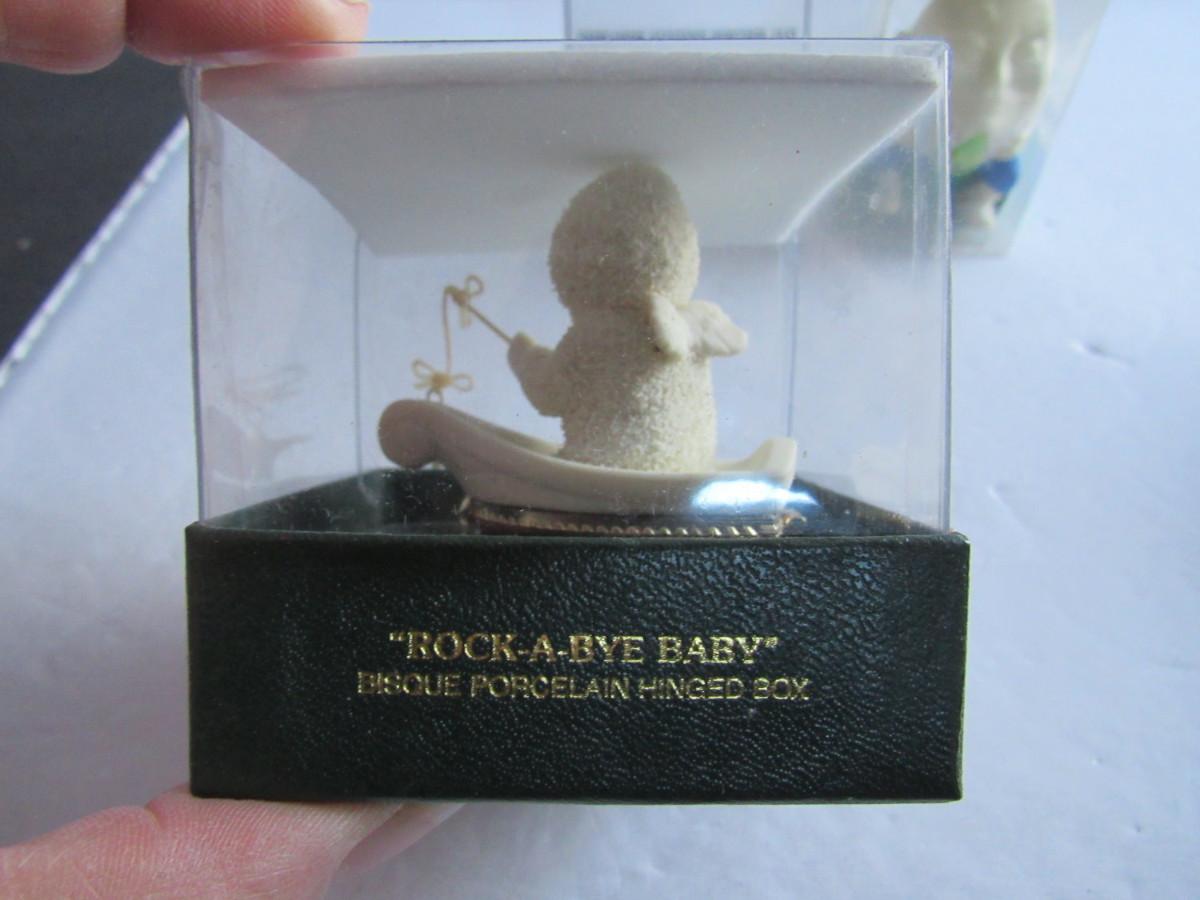 "ROCK-A-BYE BABY"
BISQUE PORCELAIN HINGED BOX